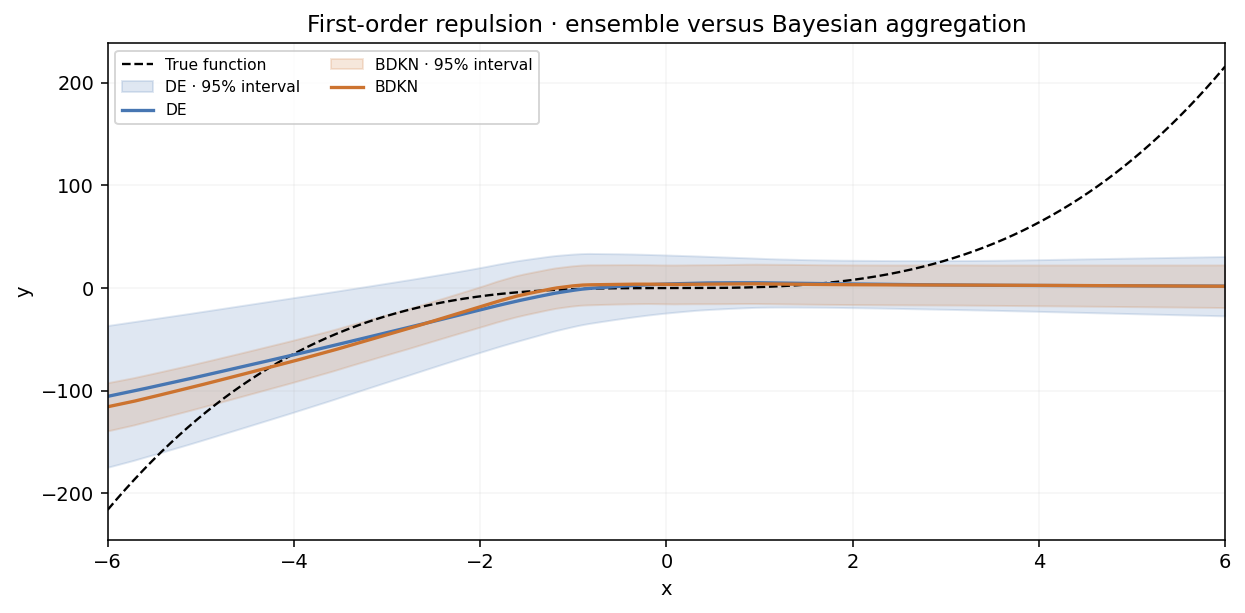 First-order repulsion · ensemble versus Bayesian aggregation
True function
DE · 95% interval
DE
BDKN · 95% interval
BDKN
y
200
100
0
−100
−200
−6
−4
−2
0
2
4
6
x